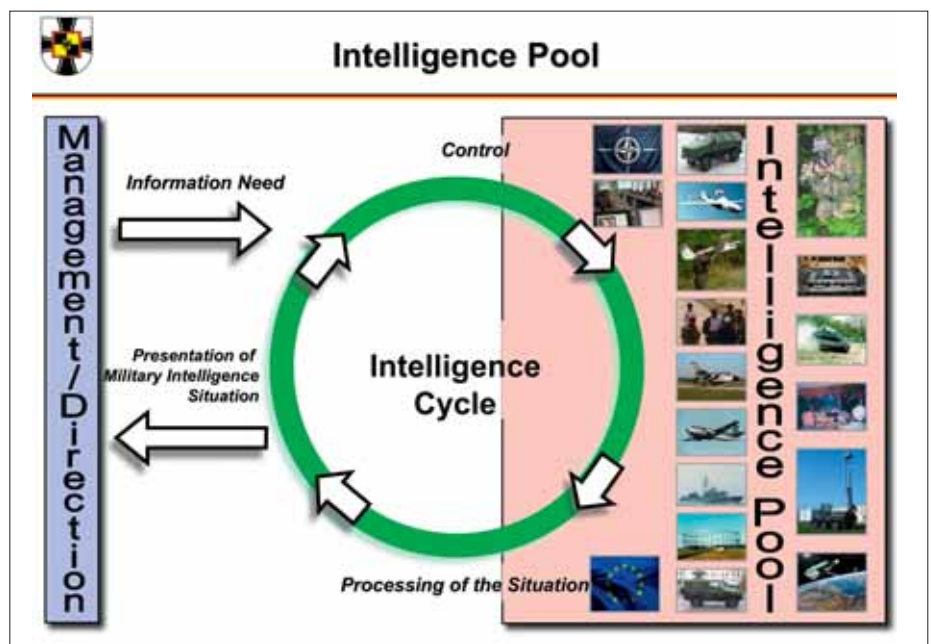 Intelligence Pool
Management/Direction
Information Need
Control
Presentation of
Military Intelligence
Situation
Intelligence
Cycle
Processing of the Situation
Intelligence Pool